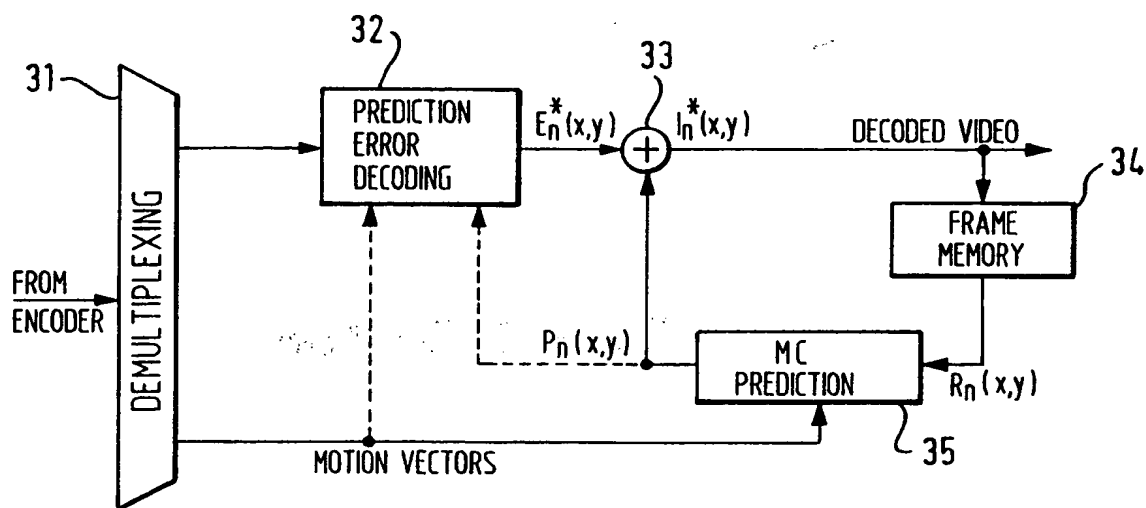 31
32
33
34
35
DEMULTIPLEXING
FROM
ENCODER
PREDICTION
ERROR
DECODING
E*n(x,y)
+
I*n(x,y)
DECODED VIDEO
FRAME
MEMORY
Pn(x,y)
MC
PREDICTION
Rn(x,y)
MOTION VECTORS